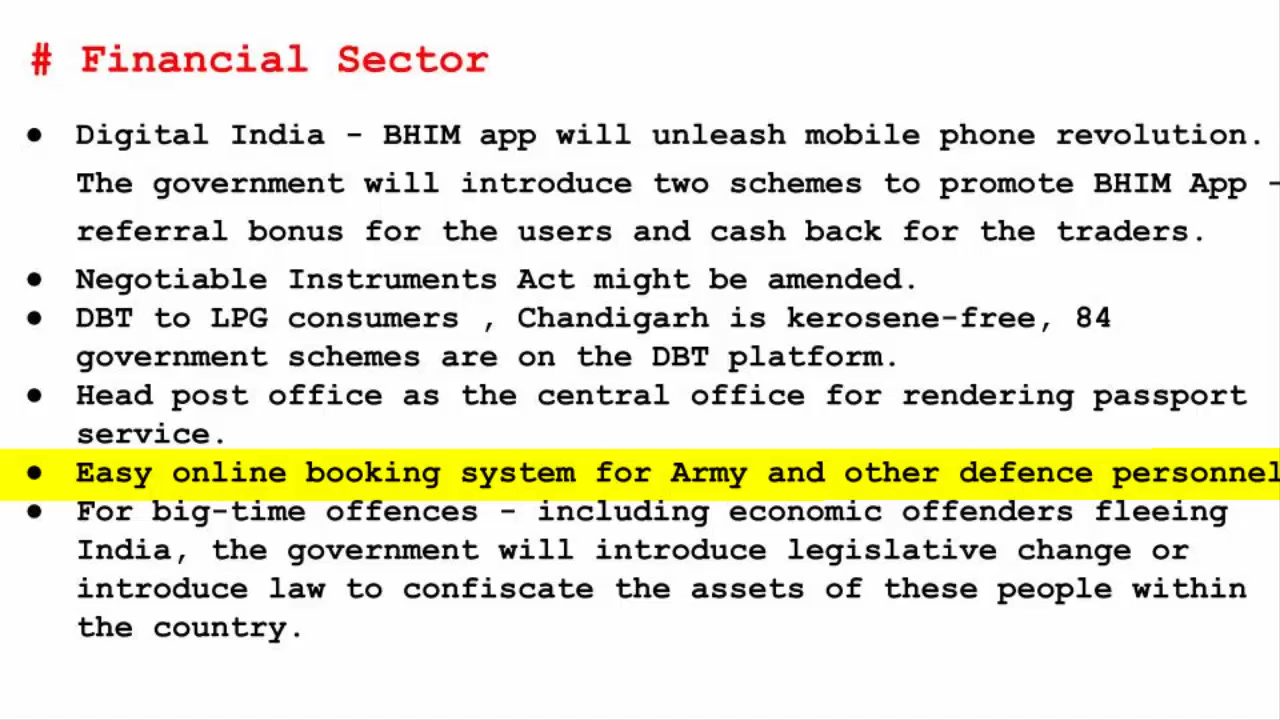 # Financial Sector
● Digital India - BHIM app will unleash mobile phone revolution.
The government will introduce two schemes to promote BHIM App -
referral bonus for the users and cash back for the traders.
● Negotiable Instruments Act might be amended.
● DBT to LPG consumers , Chandigarh is kerosene-free, 84
government schemes are on the DBT platform.
● Head post office as the central office for rendering passport
service.
● Easy online booking system for Army and other defence personnel
● For big-time offences - including economic offenders fleeing
India, the government will introduce legislative change or
introduce law to confiscate the assets of these people within
the country.